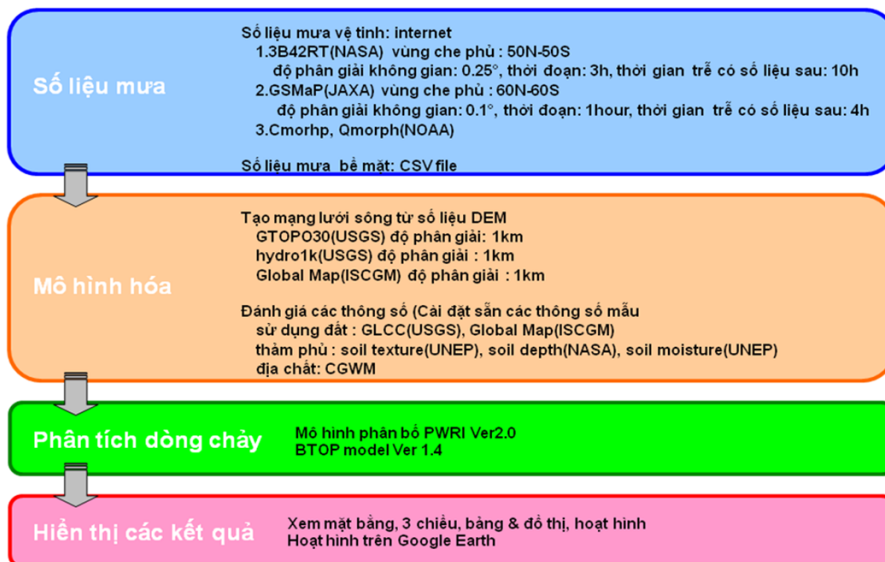 Số liệu mưa
Số liệu mưa vệ tinh: internet
1.3B42RT(NASA) vùng che phủ : 50N-50S
độ phân giải không gian: 0.25°, thời đoạn: 3h, thời gian trễ có số liệu sau: 10h
2.GSMaP(JAXA) vùng che phủ : 60N-60S
độ phân giải không gian: 0.1°, thời đoạn: 1hour, thời gian trễ có số liệu sau: 4h
3.Cmorhp, Qmorph(NOAA)
Số liệu mưa bề mặt: CSV file
Mô hình hóa
Tạo mạng lưới sông từ số liệu DEM
GTOPO30(USGS) độ phân giải: 1km
hydro1k(USGS) độ phân giải : 1km
Global Map(ISCGM) độ phân giải : 1km
Đánh giá các thông số (Cài đặt sẵn các thông số mẫu
sử dụng đất : GLCC(USGS), Global Map(ISCGM)
thảm phủ : soil texture(UNEP), soil depth(NASA), soil moisture(UNEP)
địa chất: CGWM
Phân tích dòng chảy
Mô hình phân bố PWRI Ver2.0
BTOP model Ver 1.4
Hiển thị các kết quả
Xem mặt bằng, 3 chiều, bảng & đồ thị, hoạt hình
Hoạt hình trên Google Earth